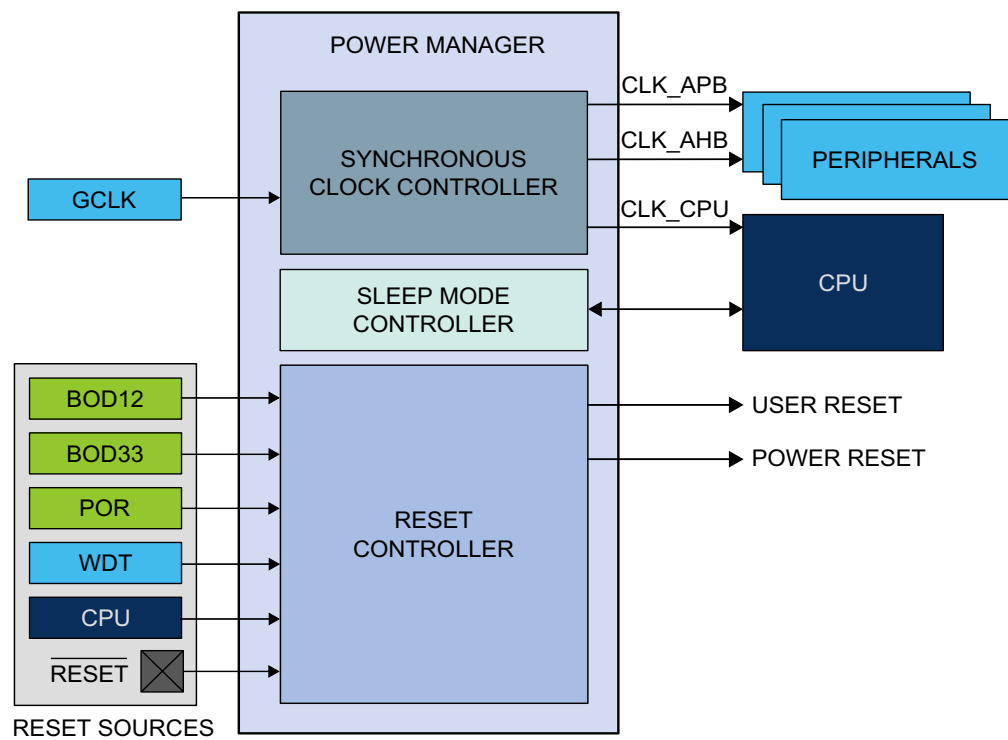 POWER MANAGER
SYNCHRONOUS
CLOCK CONTROLLER
GCLK
CLK_APB
CLK_AHB
PERIPHERALS
CLK_CPU
CPU
SLEEP MODE
CONTROLLER
BOD12
BOD33
POR
WDT
CPU
RESET
RESET SOURCES
RESET
CONTROLLER
USER RESET
POWER RESET